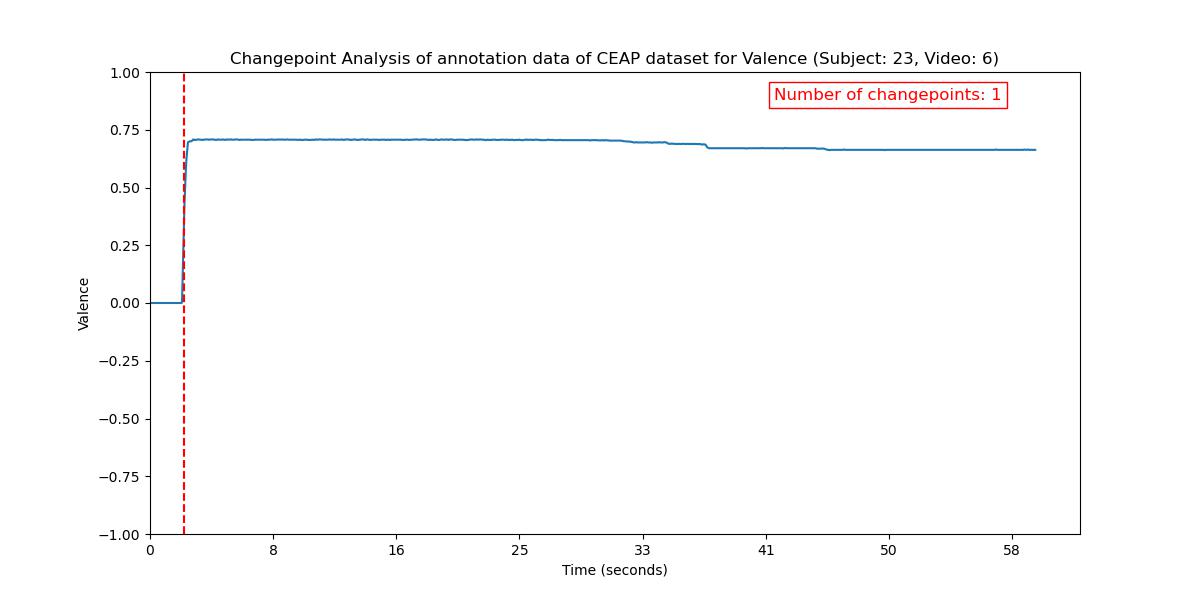 Changepoint Analysis of annotation data of CEAP dataset for Valence (Subject: 23, Video: 6)
Number of changepoints: 1
Valence
1.00
0.75
0.50
0.25
0.00
−0.25
−0.50
−0.75
−1.00
0 8 16 25 33 41 50 58
Time (seconds)